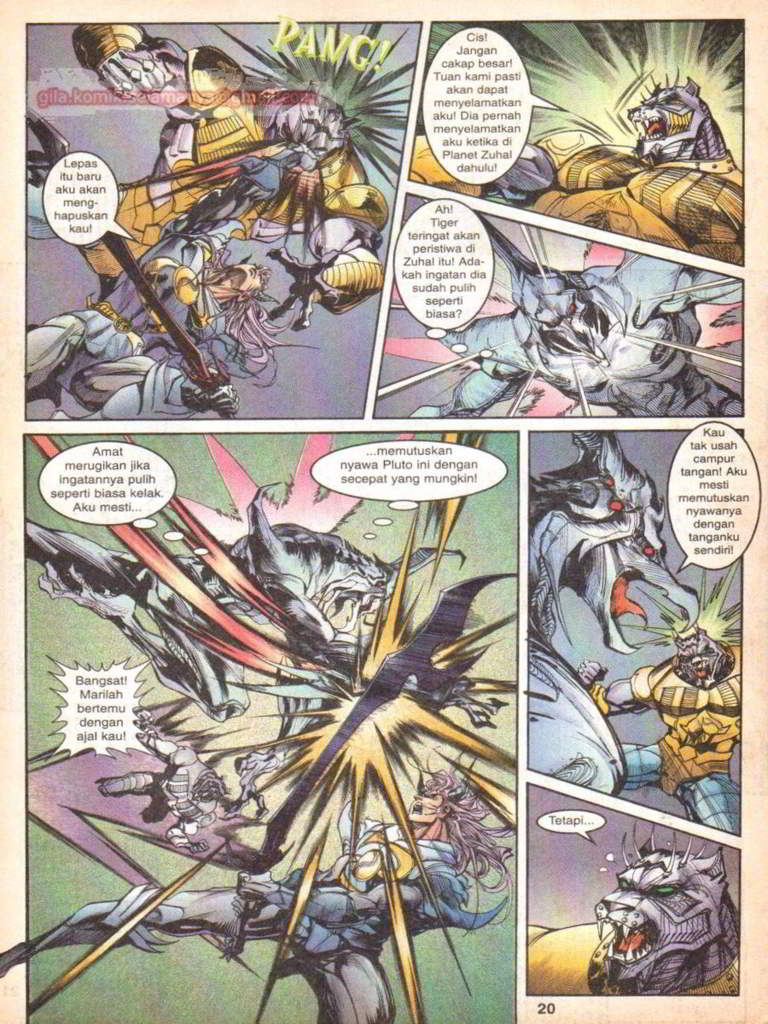 PANG!
Lepas
itu baru
aku akan
meng-
hapuskan
kau!
Cis!
Jangan
cakap besar!
Tuan kami pasti
akan dapat
menyelamatkan
aku! Dia pernah
menyelamatkan
aku ketika di
Planet Zuhal
dahulu!
Ah!
Tiger
teringat akan
peristiwa di
Zuhal itu! Ada-
kah ingatan dia
sudah pulih
seperti
biasa?
Amat
merugikan jika
ingatannya pulih
seperti biasa kelak.
Aku mesti...
...memutuskan
nyawa Pluto ini dengan
secepat yang mungkin!
Bangsat!
Marilah
bertemu
dengan
ajal kau!
Kau
tak usah
campur
tangan! Aku
mesti
memutuskan
nyawanya
dengan
tanganku
sendiri!
Tetapi...
20